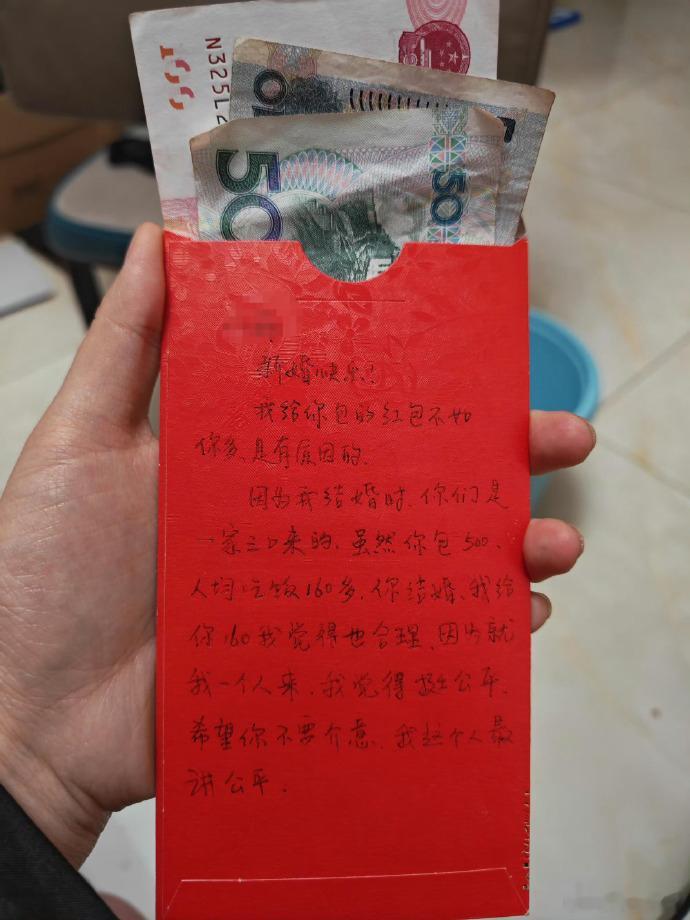 N325L
50
50
新婚快乐!
我给你包的红包不如
你多,是有原因的.
因为我结婚时,你们是
一家三口来的.虽然你包500、
人均吃饭160多,你结婚、我给
你160我觉得也合理,因为就
我一个人来,我觉得挺公平.
希望你不要介意,我这个人最
讲公平.